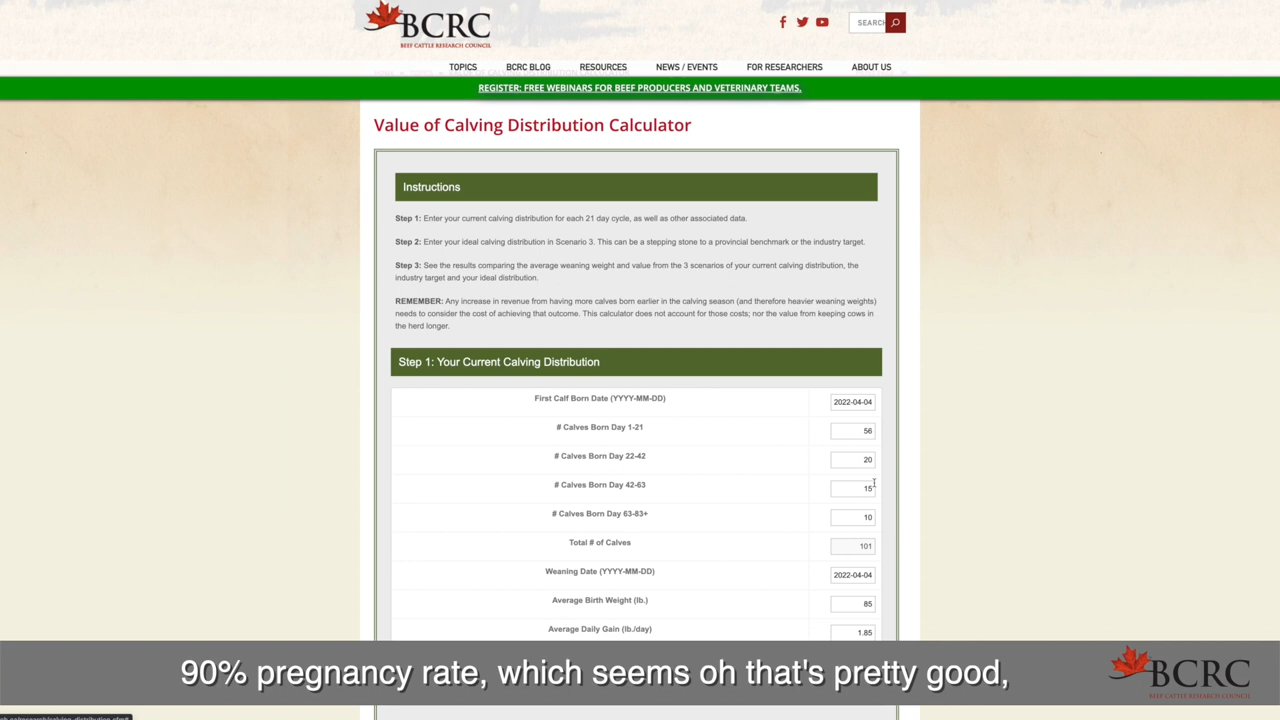 BCRC
BEEF CATTLE RESEARCH COUNCIL
SEARCH
TOPICS
BCRC BLOG
RESOURCES
NEWS / EVENTS
FOR RESEARCHERS
ABOUT US
REGISTER: FREE WEBINARS FOR BEEF PRODUCERS AND VETERINARY TEAMS.
Value of Calving Distribution Calculator
Instructions
Step 1: Enter your current calving distribution for each 21 day cycle, as well as other associated data.
Step 2: Enter your ideal calving distribution in Scenario 3. This can be a stepping stone to a provincial benchmark or the industry target.
Step 3: See the results comparing the average weaning weight and value from the 3 scenarios of your current calving distribution, the
industry target and your ideal distribution.
REMEMBER: Any increase in revenue from having more calves born earlier in the calving season (and therefore heavier weaning weights)
needs to consider the cost of achieving that outcome. This calculator does not account for those costs; nor the value from keeping cows in
the herd longer.
Step 1: Your Current Calving Distribution
First Calf Born Date (YYYY-MM-DD) 2022-04-04
# Calves Born Day 1-21 56
# Calves Born Day 22-42 20
# Calves Born Day 42-63 15
# Calves Born Day 63-83+ 10
Total # of Calves 101
Weaning Date (YYYY-MM-DD) 2022-04-04
Average Birth Weight (lb.) 85
Average Daily Gain (lb./day) 1.85
90% pregnancy rate, which seems oh that's pretty good,
BCRC
BEEF CATTLE RESEARCH COUNCIL